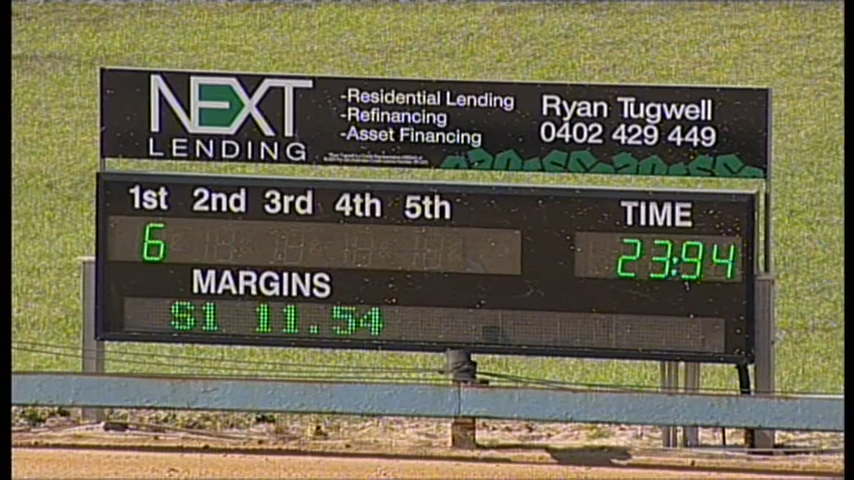 NEXT
LENDING
-Residential Lending
-Refinancing
-Asset Financing
Ryan Tugwell
0402 429 449
1st 2nd 3rd 4th 5th
TIME
6
23:94
MARGINS
S1 11.54